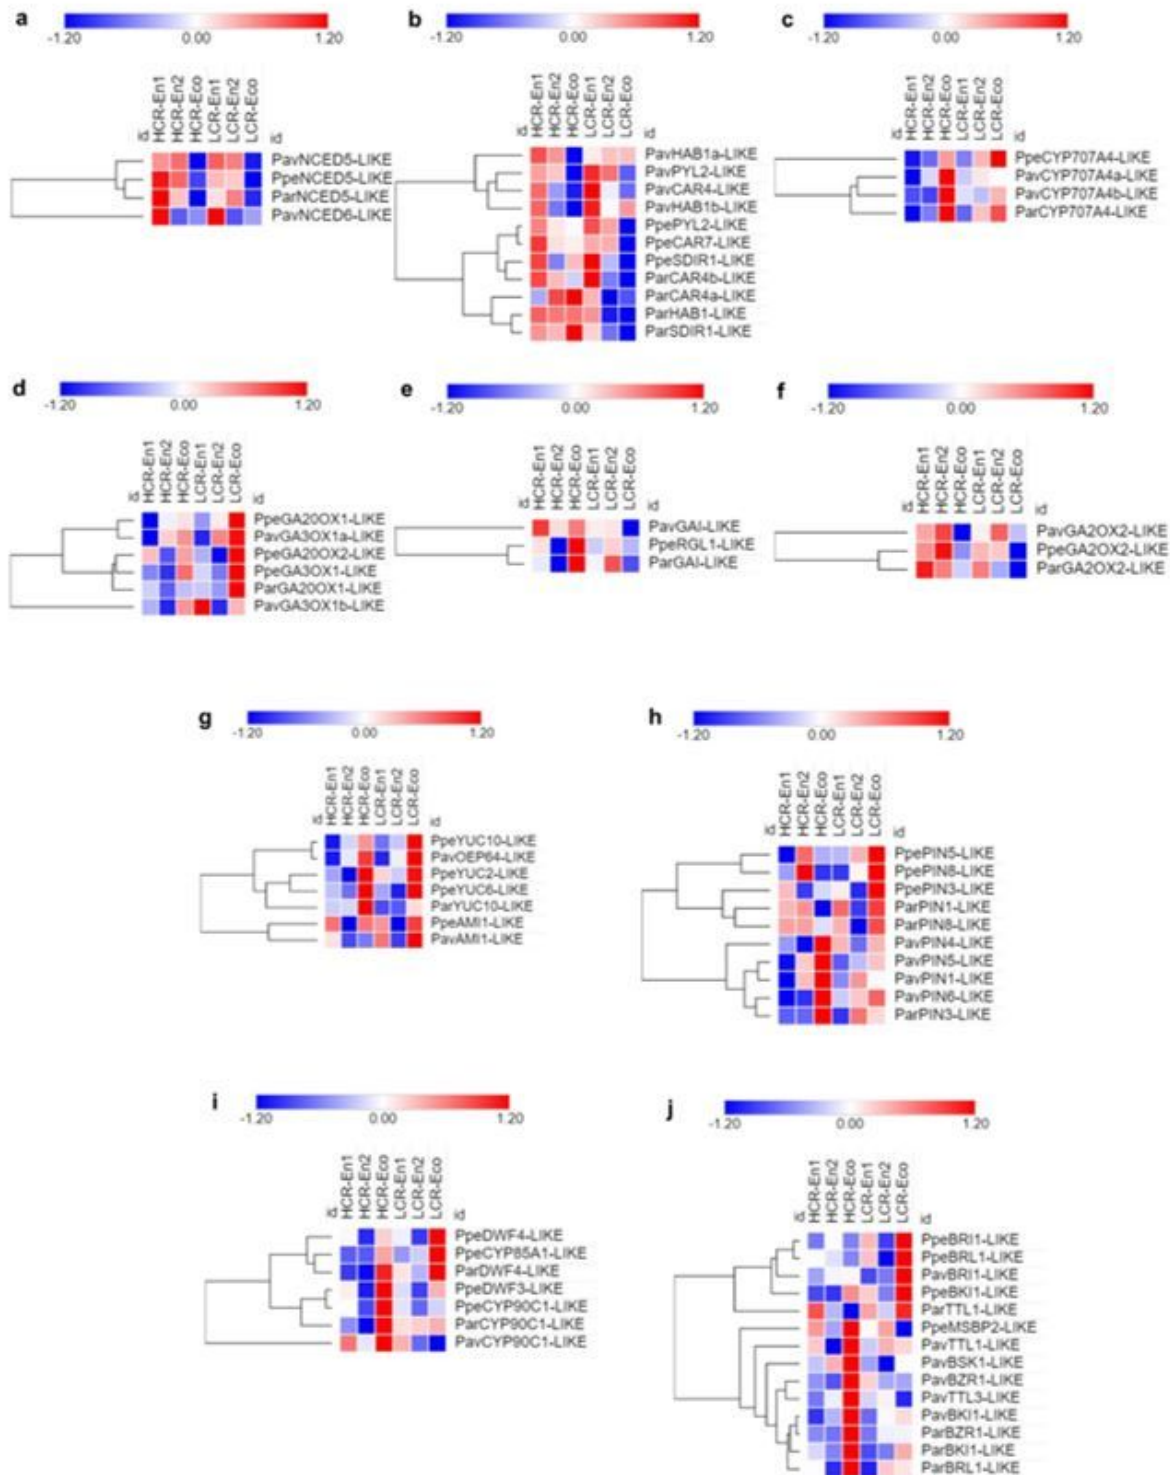 a
-1.20 0.00 1.20
id HCR-En1 HCR-En2 HCR-Eco LCR-En1 LCR-En2 LCR-Eco id
PavNCED5-LIKE
PpeNCED5-LIKE
ParNCED5-LIKE
PavNCED6-LIKE
b
-1.20 0.00 1.20
id HCR-En1 HCR-En2 HCR-Eco LCR-En1 LCR-En2 LCR-Eco id
PavHAB1a-LIKE
PavPYL2-LIKE
PavCAR4-LIKE
PavHAB1b-LIKE
PpePYL2-LIKE
PpeCAR7-LIKE
PpeSDIR1-LIKE
ParCAR4b-LIKE
ParCAR4a-LIKE
ParHAB1-LIKE
ParSDIR1-LIKE
c
-1.20 0.00 1.20
id HCR-En1 HCR-En2 HCR-Eco LCR-En1 LCR-En2 LCR-Eco id
PpeCYP707A4-LIKE
PavCYP707A4a-LIKE
PavCYP707A4b-LIKE
ParCYP707A4-LIKE
d
-1.20 0.00 1.20
id HCR-En1 HCR-En2 HCR-Eco LCR-En1 LCR-En2 LCR-Eco id
PpeGA20OX1-LIKE
PavGA3OX1a-LIKE
PpeGA20OX2-LIKE
PpeGA3OX1-LIKE
ParGA20OX1-LIKE
PavGA3OX1b-LIKE
e
-1.20 0.00 1.20
id HCR-En1 HCR-En2 HCR-Eco LCR-En1 LCR-En2 LCR-Eco id
PavGAI-LIKE
PpeRGL1-LIKE
ParGAI-LIKE
f
-1.20 0.00 1.20
id HCR-En1 HCR-En2 HCR-Eco LCR-En1 LCR-En2 LCR-Eco id
PavGA2OX2-LIKE
PpeGA2OX2-LIKE
ParGA2OX2-LIKE
g
-1.20 0.00 1.20
id HCR-En1 HCR-En2 HCR-Eco LCR-En1 LCR-En2 LCR-Eco id
PpeYUC10-LIKE
PavOEP64-LIKE
PpeYUC2-LIKE
PpeYUC6-LIKE
ParYUC10-LIKE
PpeAMI1-LIKE
PavAMI1-LIKE
h
-1.20 0.00 1.20
id HCR-En1 HCR-En2 HCR-Eco LCR-En1 LCR-En2 LCR-Eco id
PpePIN5-LIKE
PpePIN8-LIKE
PpePIN3-LIKE
ParPIN1-LIKE
ParPIN8-LIKE
PavPIN4-LIKE
PavPIN5-LIKE
PavPIN1-LIKE
PavPIN6-LIKE
ParPIN3-LIKE
i
-1.20 0.00 1.20
id HCR-En1 HCR-En2 HCR-Eco LCR-En1 LCR-En2 LCR-Eco id
PpeDWF4-LIKE
PpeCYP85A1-LIKE
ParDWF4-LIKE
PpeDWF3-LIKE
PpeCYP90C1-LIKE
ParCYP90C1-LIKE
PavCYP90C1-LIKE
j
-1.20 0.00 1.20
id HCR-En1 HCR-En2 HCR-Eco LCR-En1 LCR-En2 LCR-Eco id
PpeBRI1-LIKE
PpeBRL1-LIKE
PavBRI1-LIKE
PpeBKI1-LIKE
ParTTL1-LIKE
PpeMSBP2-LIKE
PavTTL1-LIKE
PavBSK1-LIKE
PavBZR1-LIKE
PavTTL3-LIKE
PavBKI1-LIKE
ParBZR1-LIKE
ParBKI1-LIKE
ParBRL1-LIKE